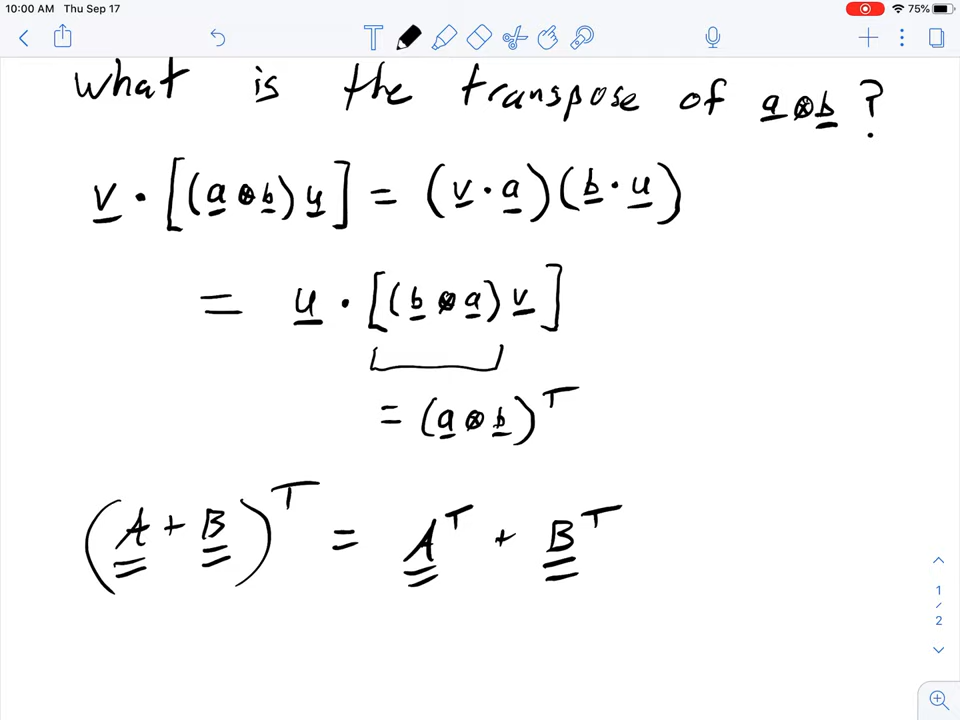 10:00 AM Thu Sep 17 75%
T
What is the transpose of a⊗b ?
v · [(a⊗b) u] = (v · a)(b · u)
= u · [(b⊗a) v]
= (a⊗b)ᵀ
(A + B)ᵀ = Aᵀ + Bᵀ
1
/
2